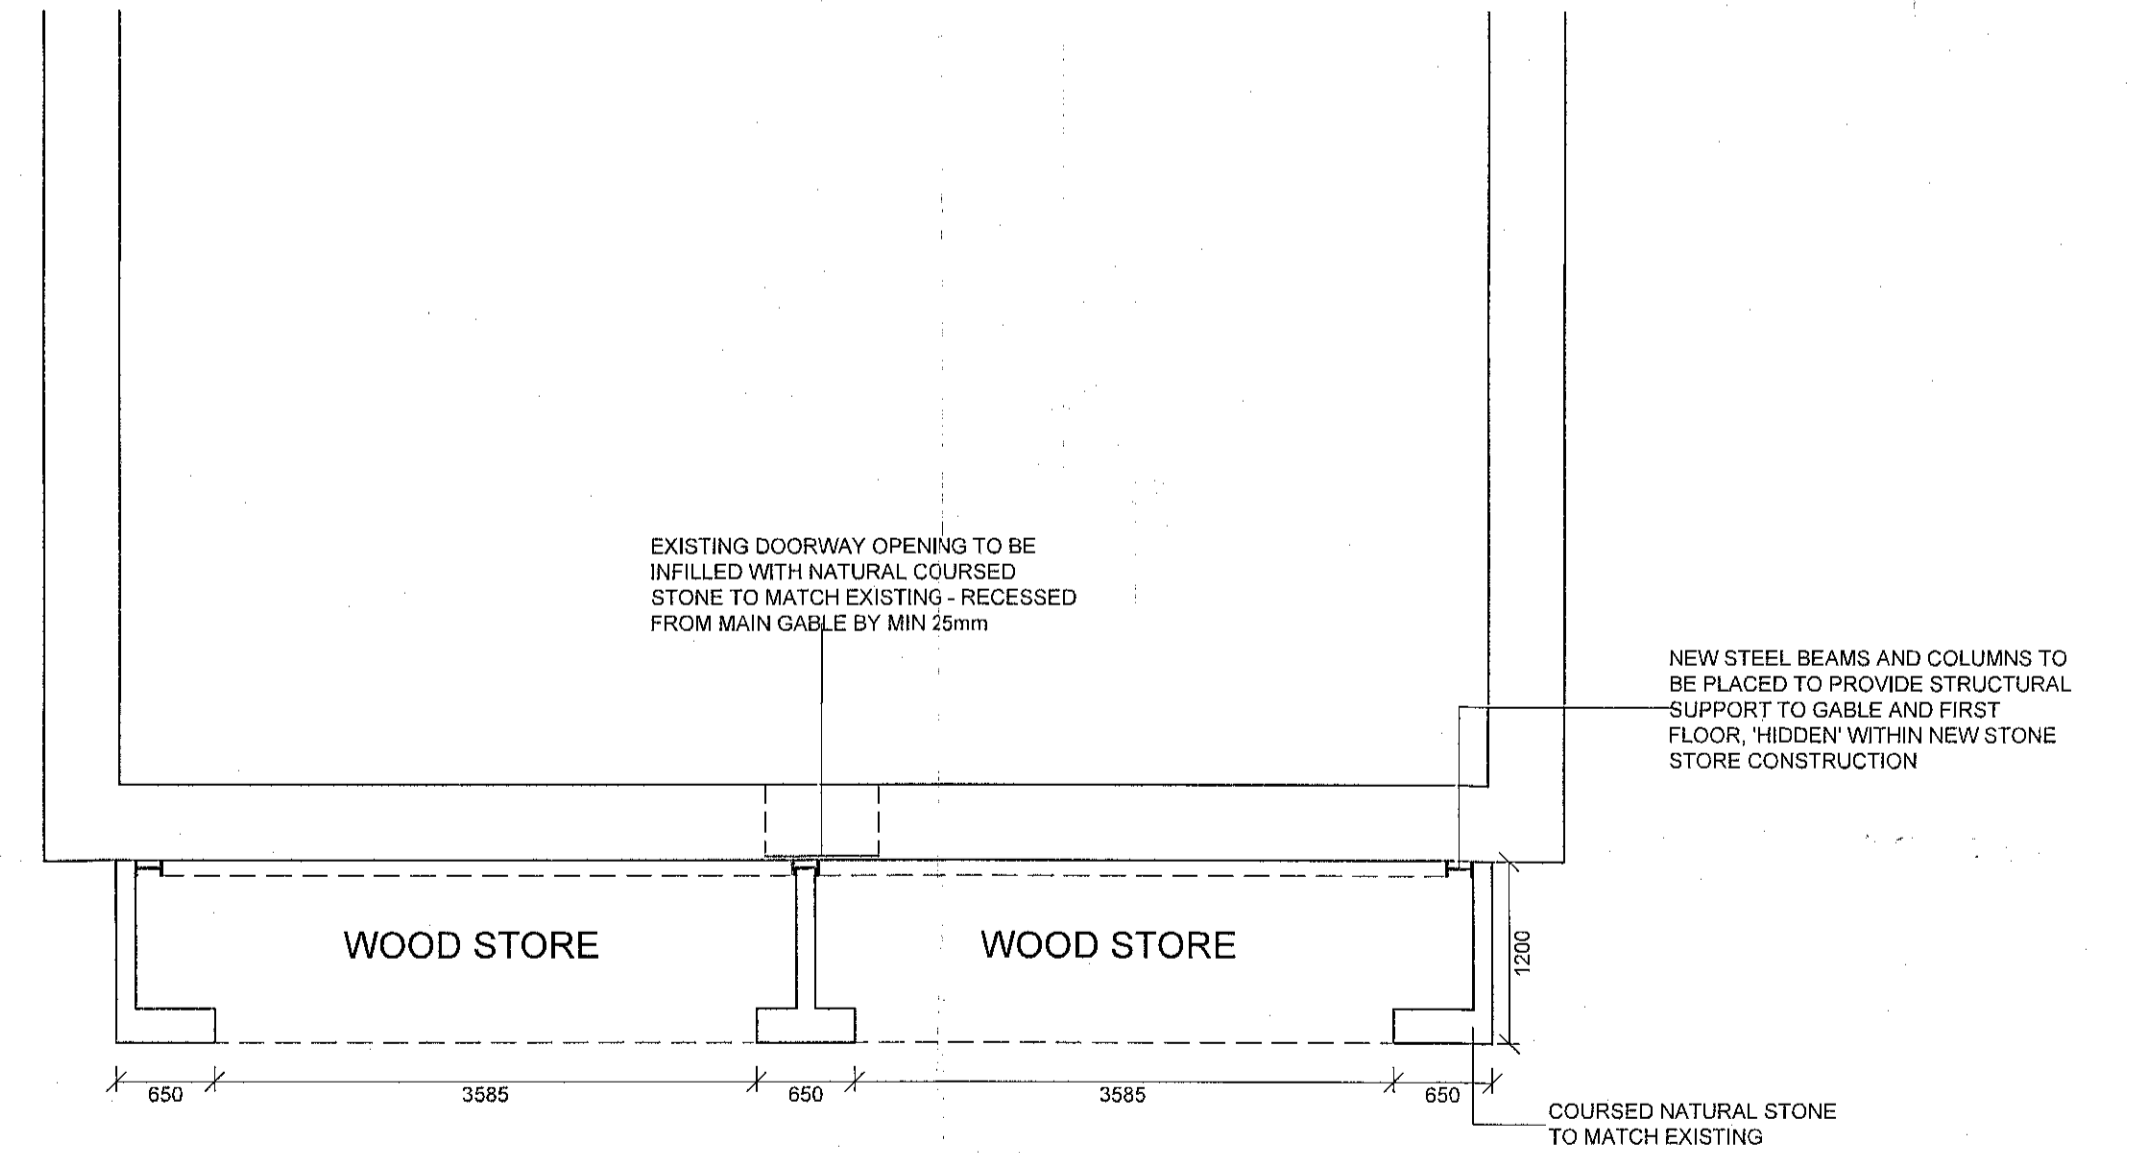 EXISTING DOORWAY OPENING TO BE
INFILLED WITH NATURAL COURSED
STONE TO MATCH EXISTING - RECESSED
FROM MAIN GABLE BY MIN 25mm
NEW STEEL BEAMS AND COLUMNS TO
BE PLACED TO PROVIDE STRUCTURAL
SUPPORT TO GABLE AND FIRST
FLOOR, 'HIDDEN' WITHIN NEW STONE
STORE CONSTRUCTION
WOOD STORE
WOOD STORE
1200
650
3585
650
3585
650
COURSED NATURAL STONE
TO MATCH EXISTING